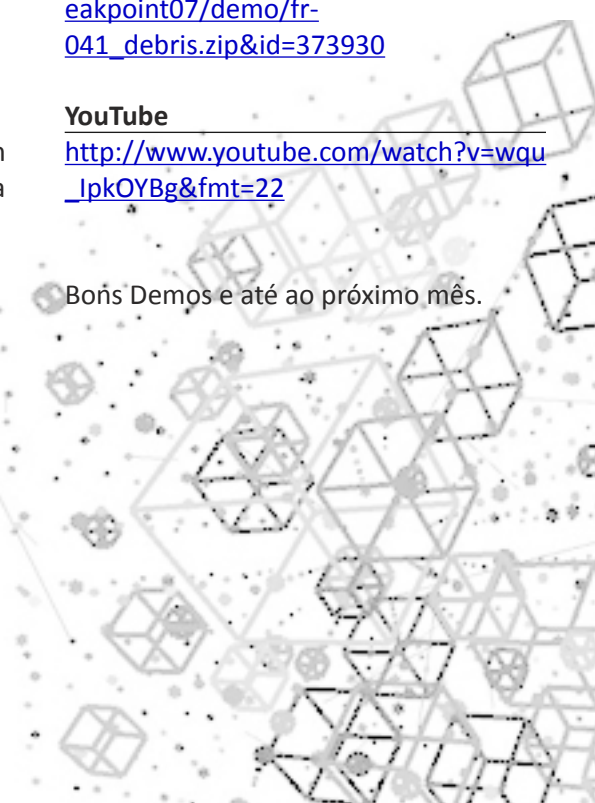 eakpoint07/demo/fr-
041_debris.zip&id=373930
YouTube
n
http://www.youtube.com/watch?v=wqu
a
_IpkOYBg&fmt=22
Bons Demos e até ao próximo mês.